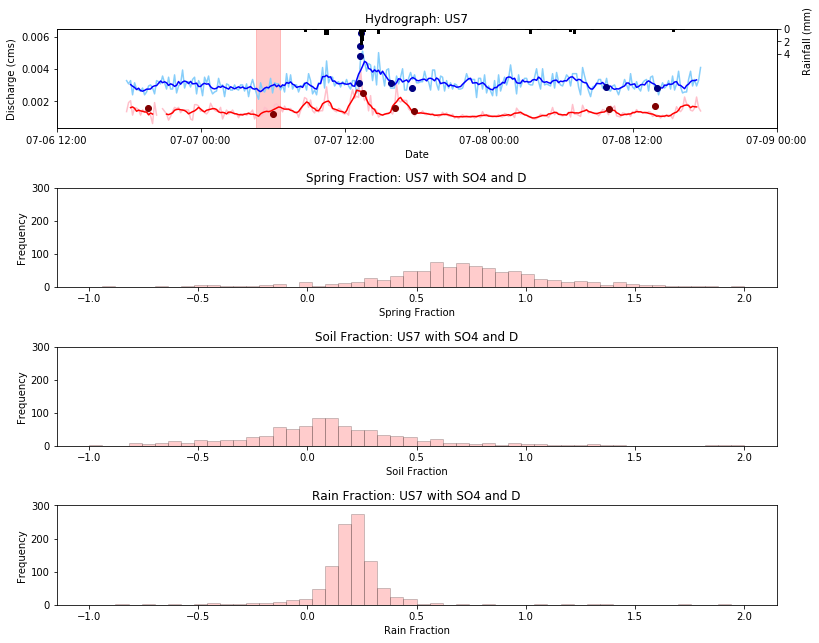 Hydrograph: US7
Discharge (cms)
0.006
0.004
0.002
0
2
4
Rainfall (mm)
07-06 12:00 07-07 00:00 07-07 12:00 07-08 00:00 07-08 12:00 07-09 00:00
Date
Spring Fraction: US7 with SO4 and D
Frequency
300
200
100
0
−1.0 −0.5 0.0 0.5 1.0 1.5 2.0
Spring Fraction
Soil Fraction: US7 with SO4 and D
Frequency
300
200
100
0
−1.0 −0.5 0.0 0.5 1.0 1.5 2.0
Soil Fraction
Rain Fraction: US7 with SO4 and D
Frequency
300
200
100
0
−1.0 −0.5 0.0 0.5 1.0 1.5 2.0
Rain Fraction